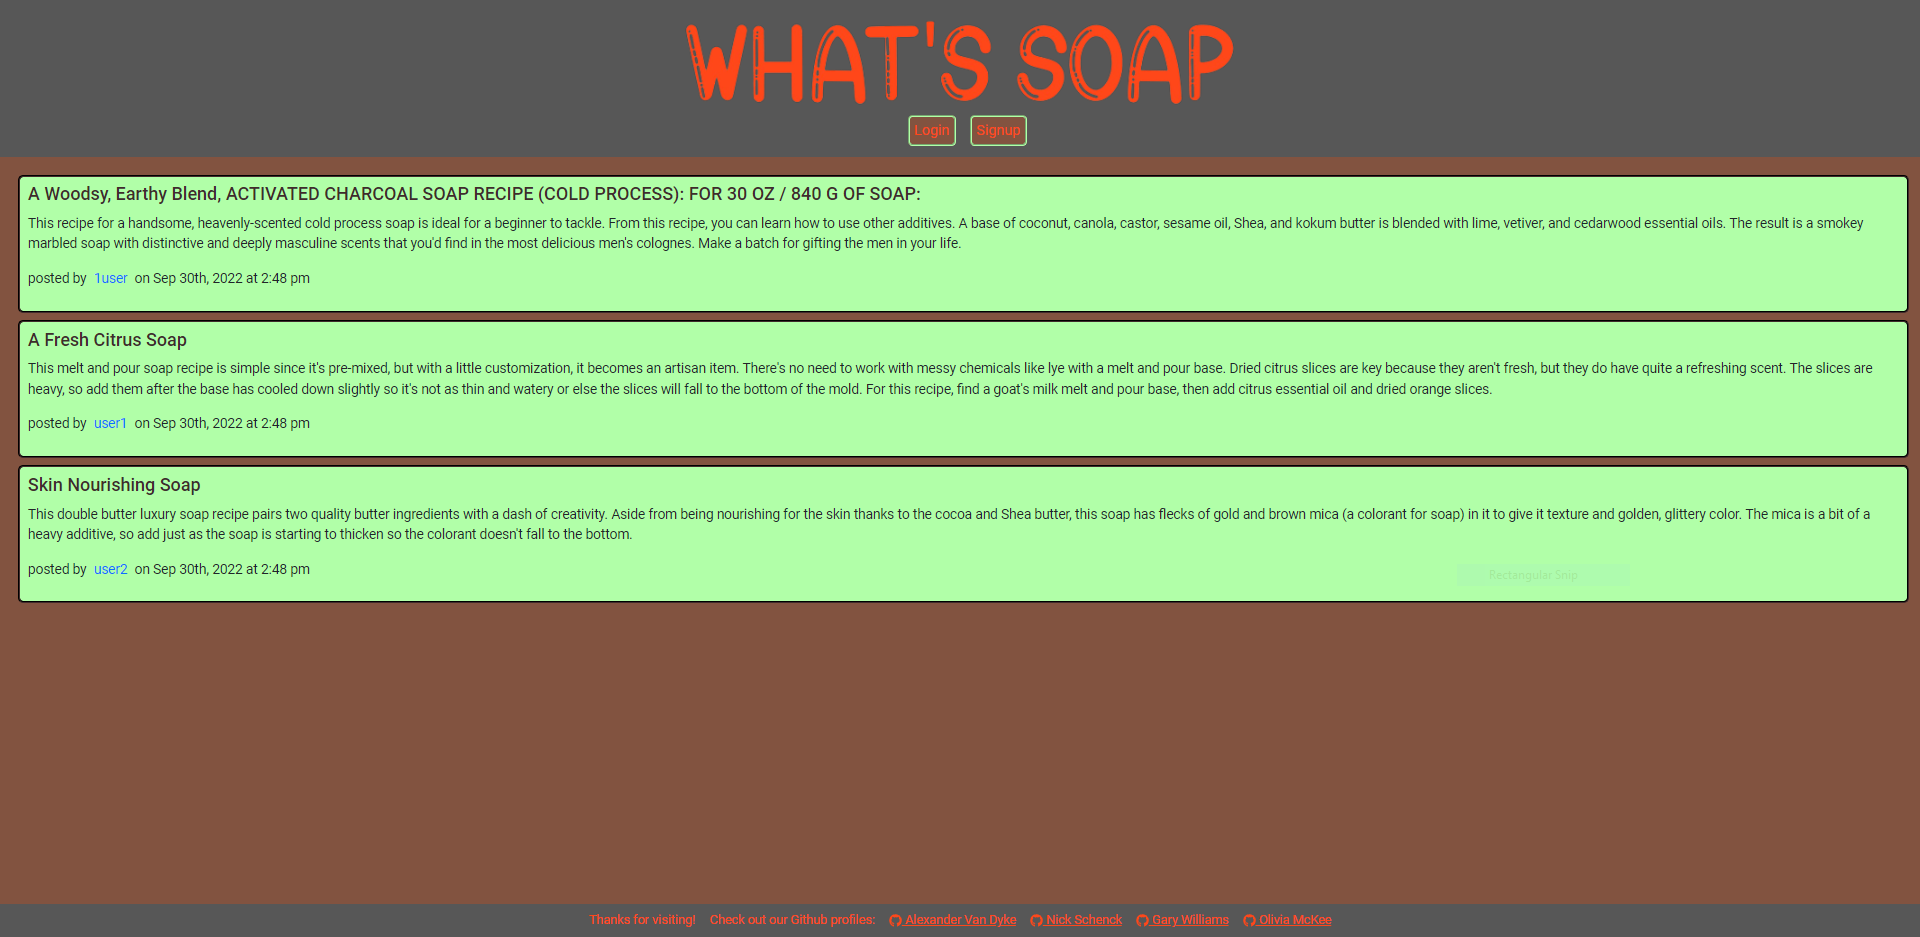 WHAT'S SOAP
Login Signup
A Woodsy, Earthy Blend, ACTIVATED CHARCOAL SOAP RECIPE (COLD PROCESS): FOR 30 OZ / 840 G OF SOAP:
This recipe for a handsome, heavenly-scented cold process soap is ideal for a beginner to tackle. From this recipe, you can learn how to use other additives. A base of coconut, canola, castor, sesame oil, Shea, and kokum butter is blended with lime, vetiver, and cedarwood essential oils. The result is a smokey
marbled soap with distinctive and deeply masculine scents that you'd find in the most delicious men's colognes. Make a batch for gifting the men in your life.
posted by 1user on Sep 30th, 2022 at 2:48 pm
A Fresh Citrus Soap
This melt and pour soap recipe is simple since it's pre-mixed, but with a little customization, it becomes an artisan item. There's no need to work with messy chemicals like lye with a melt and pour base. Dried citrus slices are key because they aren't fresh, but they do have quite a refreshing scent. The slices are
heavy, so add them after the base has cooled down slightly so it's not as thin and watery or else the slices will fall to the bottom of the mold. For this recipe, find a goat's milk melt and pour base, then add citrus essential oil and dried orange slices.
posted by user1 on Sep 30th, 2022 at 2:48 pm
Skin Nourishing Soap
This double butter luxury soap recipe pairs two quality butter ingredients with a dash of creativity. Aside from being nourishing for the skin thanks to the cocoa and Shea butter, this soap has flecks of gold and brown mica (a colorant for soap) in it to give it texture and golden, glittery color. The mica is a bit of a
heavy additive, so add just as the soap is starting to thicken so the colorant doesn't fall to the bottom.
posted by user2 on Sep 30th, 2022 at 2:48 pm
Rectangular Snip
Thanks for visiting! Check out our Github profiles: Alexander Van Dyke Nick Schenck Gary Williams Olivia McKee